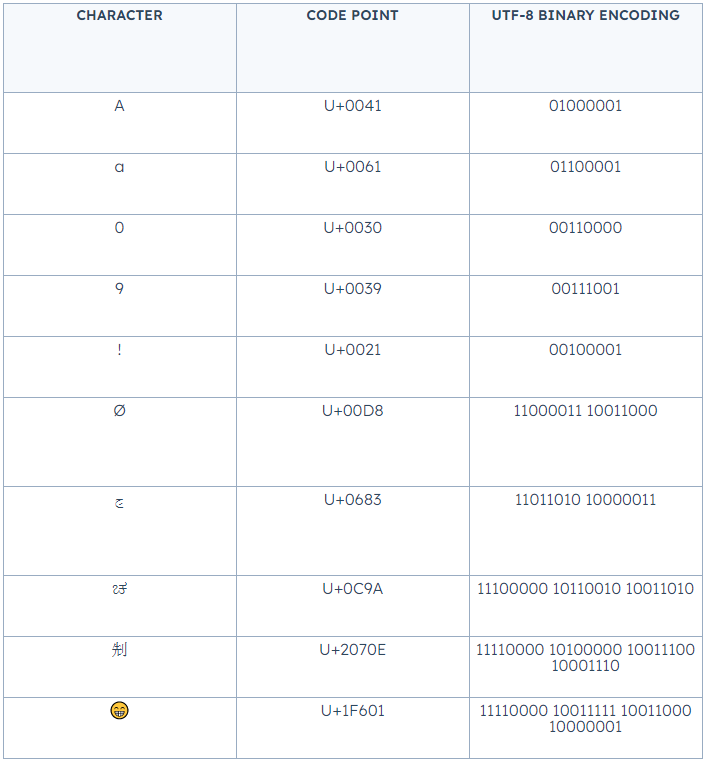 CHARACTER CODE POINT UTF-8 BINARY ENCODING
A U+0041 01000001
a U+0061 01100001
0 U+0030 00110000
9 U+0039 00111001
! U+0021 00100001
Ø U+00D8 11000011 10011000
ڃ U+0683 11011010 10000011
ಚ U+0C9A 11100000 10110010 10011010
𠜎 U+2070E 11110000 10100000 10011100
10001110
😁 U+1F601 11110000 10011111 10011000
10000001